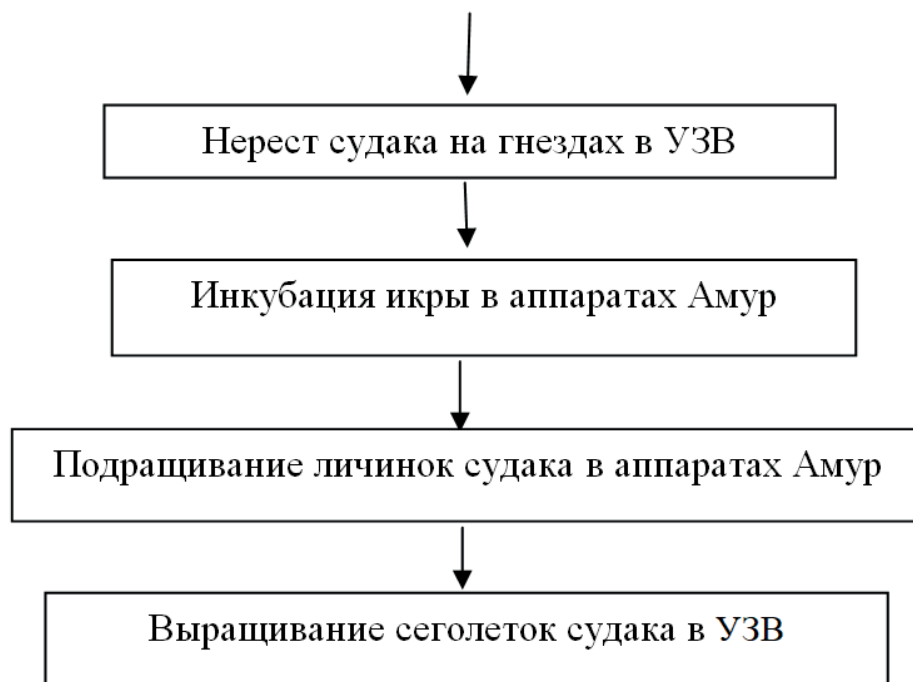 Нерест судака на гнездах в УЗВ
Инкубация икры в аппаратах Амур
Подращивание личинок судака в аппаратах Амур
Выращивание сеголеток судака в УЗВ